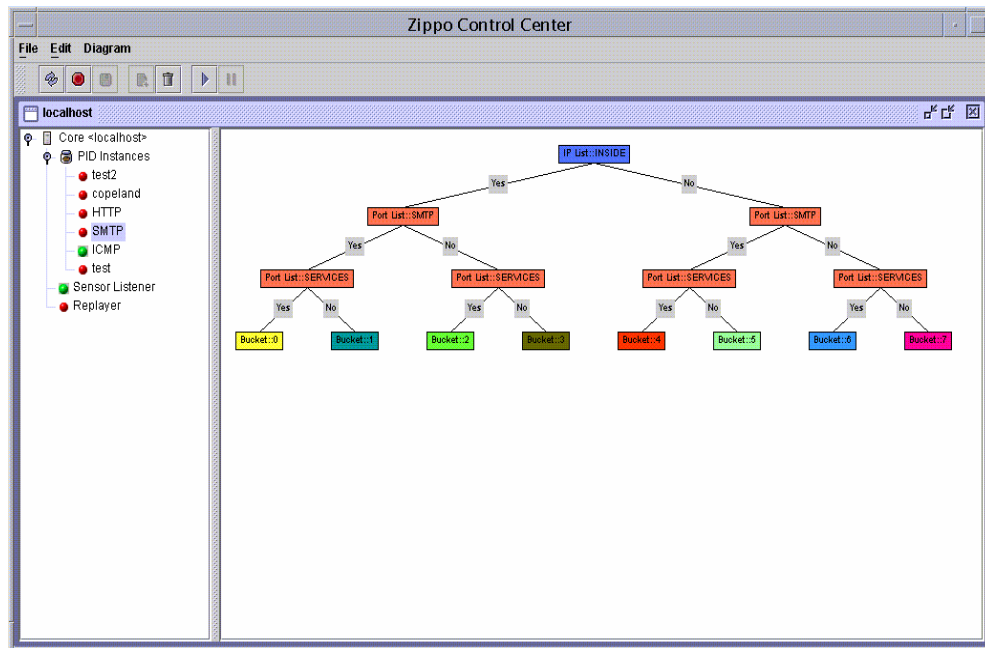 Zippo Control Center
File Edit Diagram
localhost
Core <localhost>
PID Instances
test2
copeland
HTTP
SMTP
ICMP
test
Sensor Listener
Replayer
IP List::INSIDE
Yes No
Port List::SMTP Port List::SMTP
Yes No Yes No
Port List::SERVICES Port List::SERVICES Port List::SERVICES Port List::SERVICES
Yes No Yes No Yes No Yes No
Bucket::0 Bucket::1 Bucket::2 Bucket::3 Bucket::4 Bucket::5 Bucket::6 Bucket::7